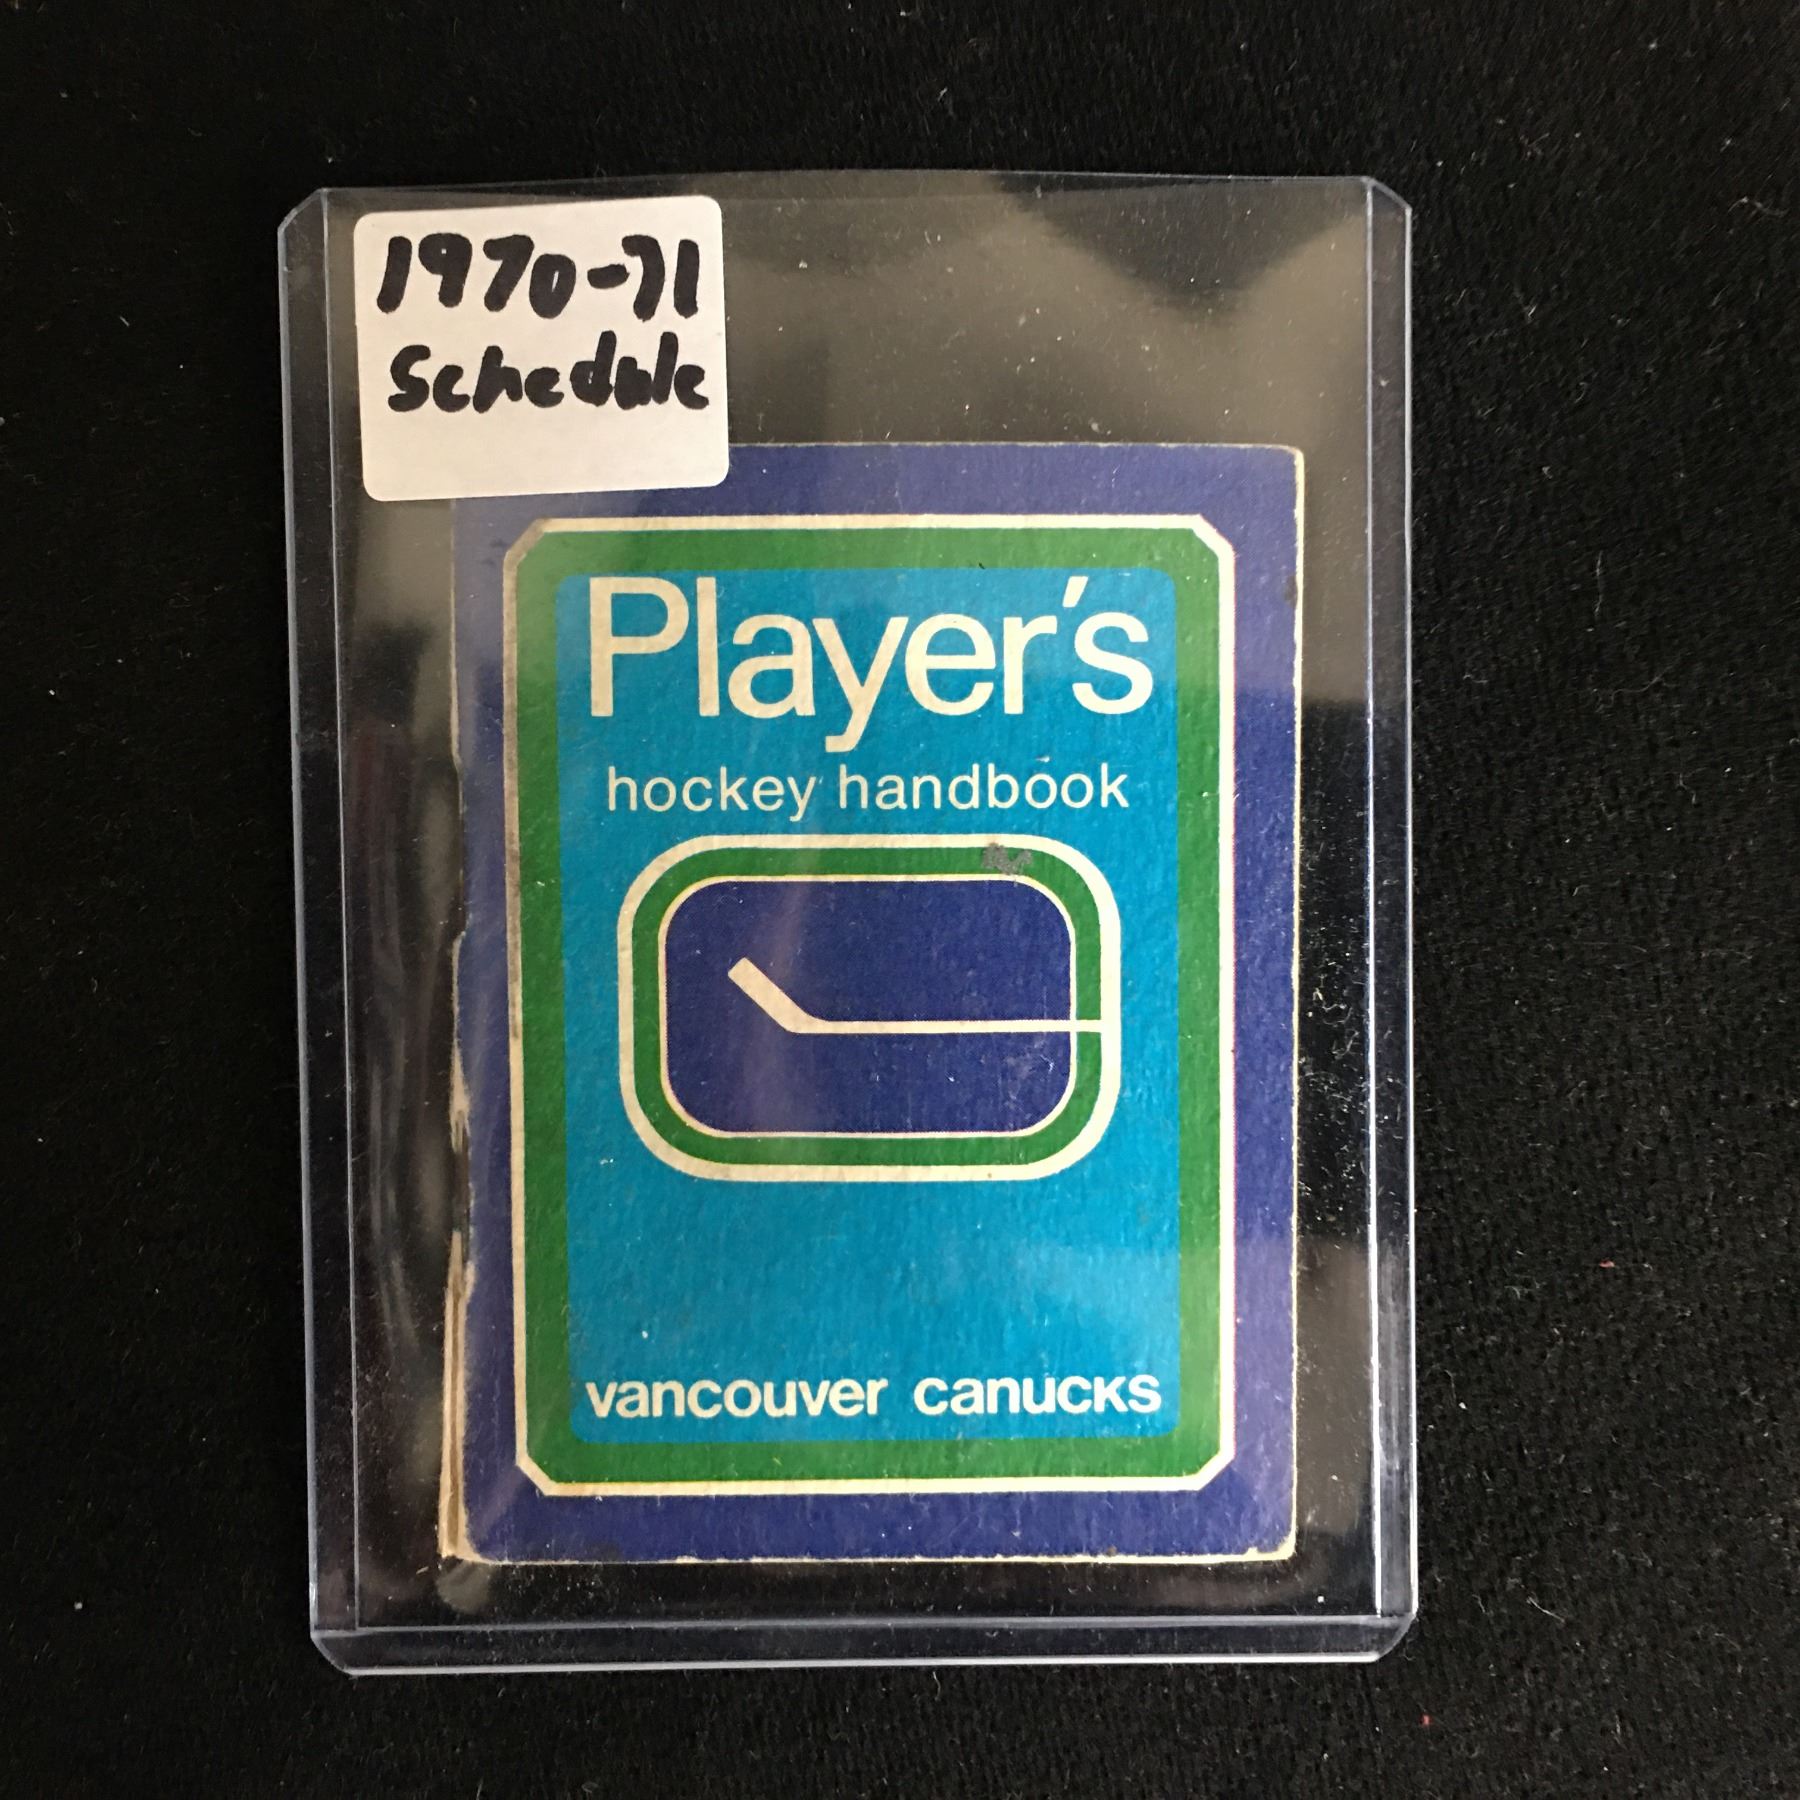 1970-71
Schedule
Player's
hockey handbook
vancouver canucks